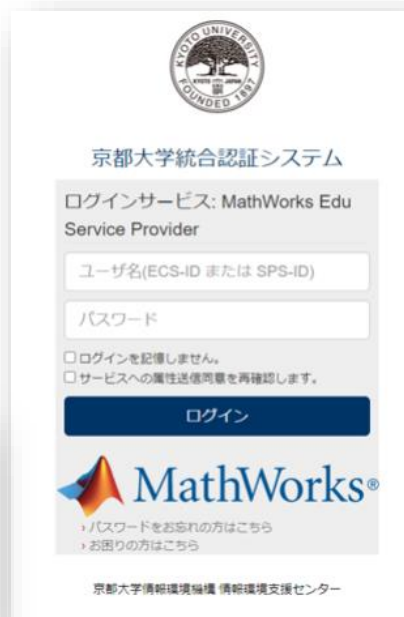 KYOTO UNIVERSITY
FOUNDED 1897
京都大学統合認証システム
ログインサービス: MathWorks Edu
Service Provider
ユーザ名(ECS-ID または SPS-ID)
パスワード
ログインを記憶しません。
サービスへの属性送信同意を再確認します。
ログイン
MathWorks®
› パスワードをお忘れの方はこちら
› お困りの方はこちら
京都大学情報環境機構 情報環境支援センター